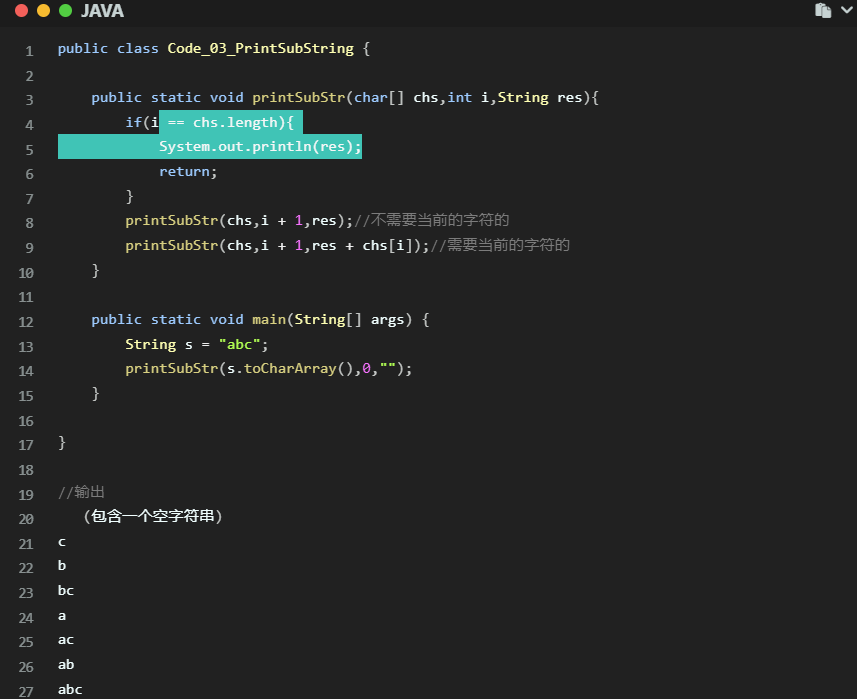 JAVA
1 public class Code_03_PrintSubString {
2
3     public static void printSubStr(char[] chs,int i,String res){
4         if(i == chs.length){
5             System.out.println(res);
6             return;
7         }
8         printSubStr(chs,i + 1,res);//不需要当前的字符的
9         printSubStr(chs,i + 1,res + chs[i]);//需要当前的字符的
10     }
11
12     public static void main(String[] args) {
13         String s = "abc";
14         printSubStr(s.toCharArray(),0,"");
15     }
16
17 }
18
19 //输出
20    (包含一个空字符串)
21 c
22 b
23 bc
24 a
25 ac
26 ab
27 abc